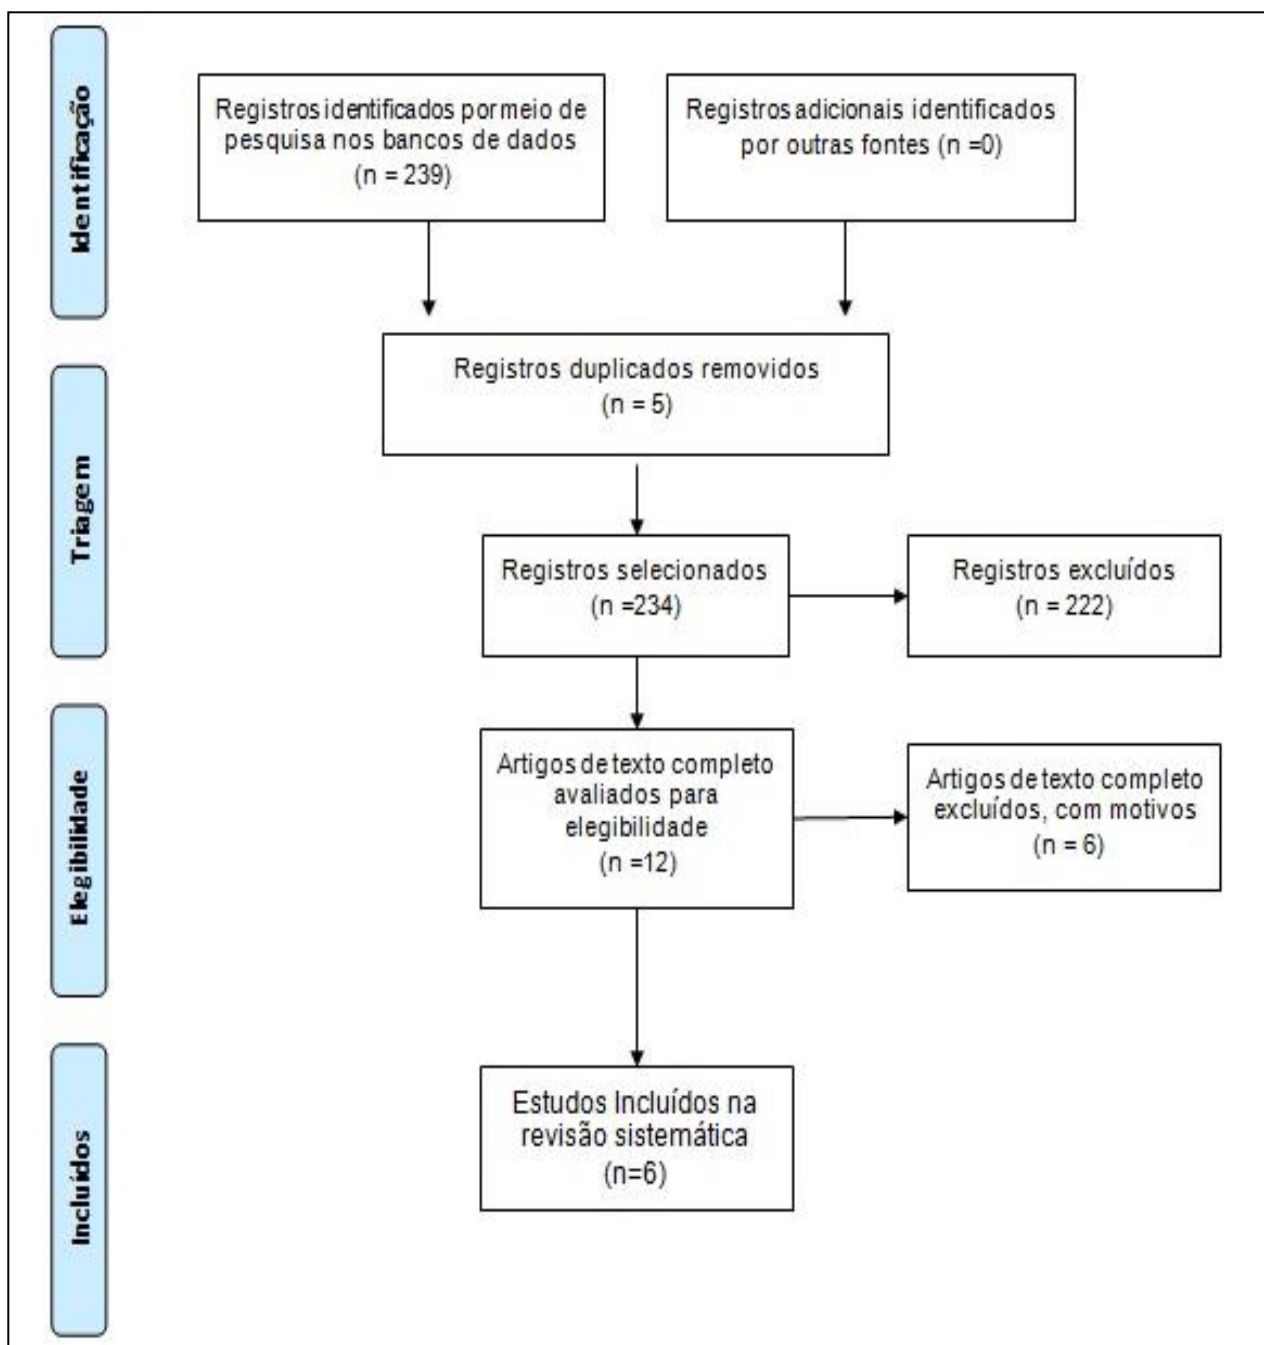 Identificação
Registros identificados por meio de
pesquisa nos bancos de dados
(n = 239)
Registros adicionais identificados
por outras fontes (n =0)
Triagem
Registros duplicados removidos
(n = 5)
Registros selecionados
(n =234)
Registros excluídos
(n = 222)
Elegibilidade
Artigos de texto completo
avaliados para
elegibilidade
(n =12)
Artigos de texto completo
excluídos, com motivos
(n = 6)
Incluídos
Estudos Incluídos na
revisão sistemática
(n=6)